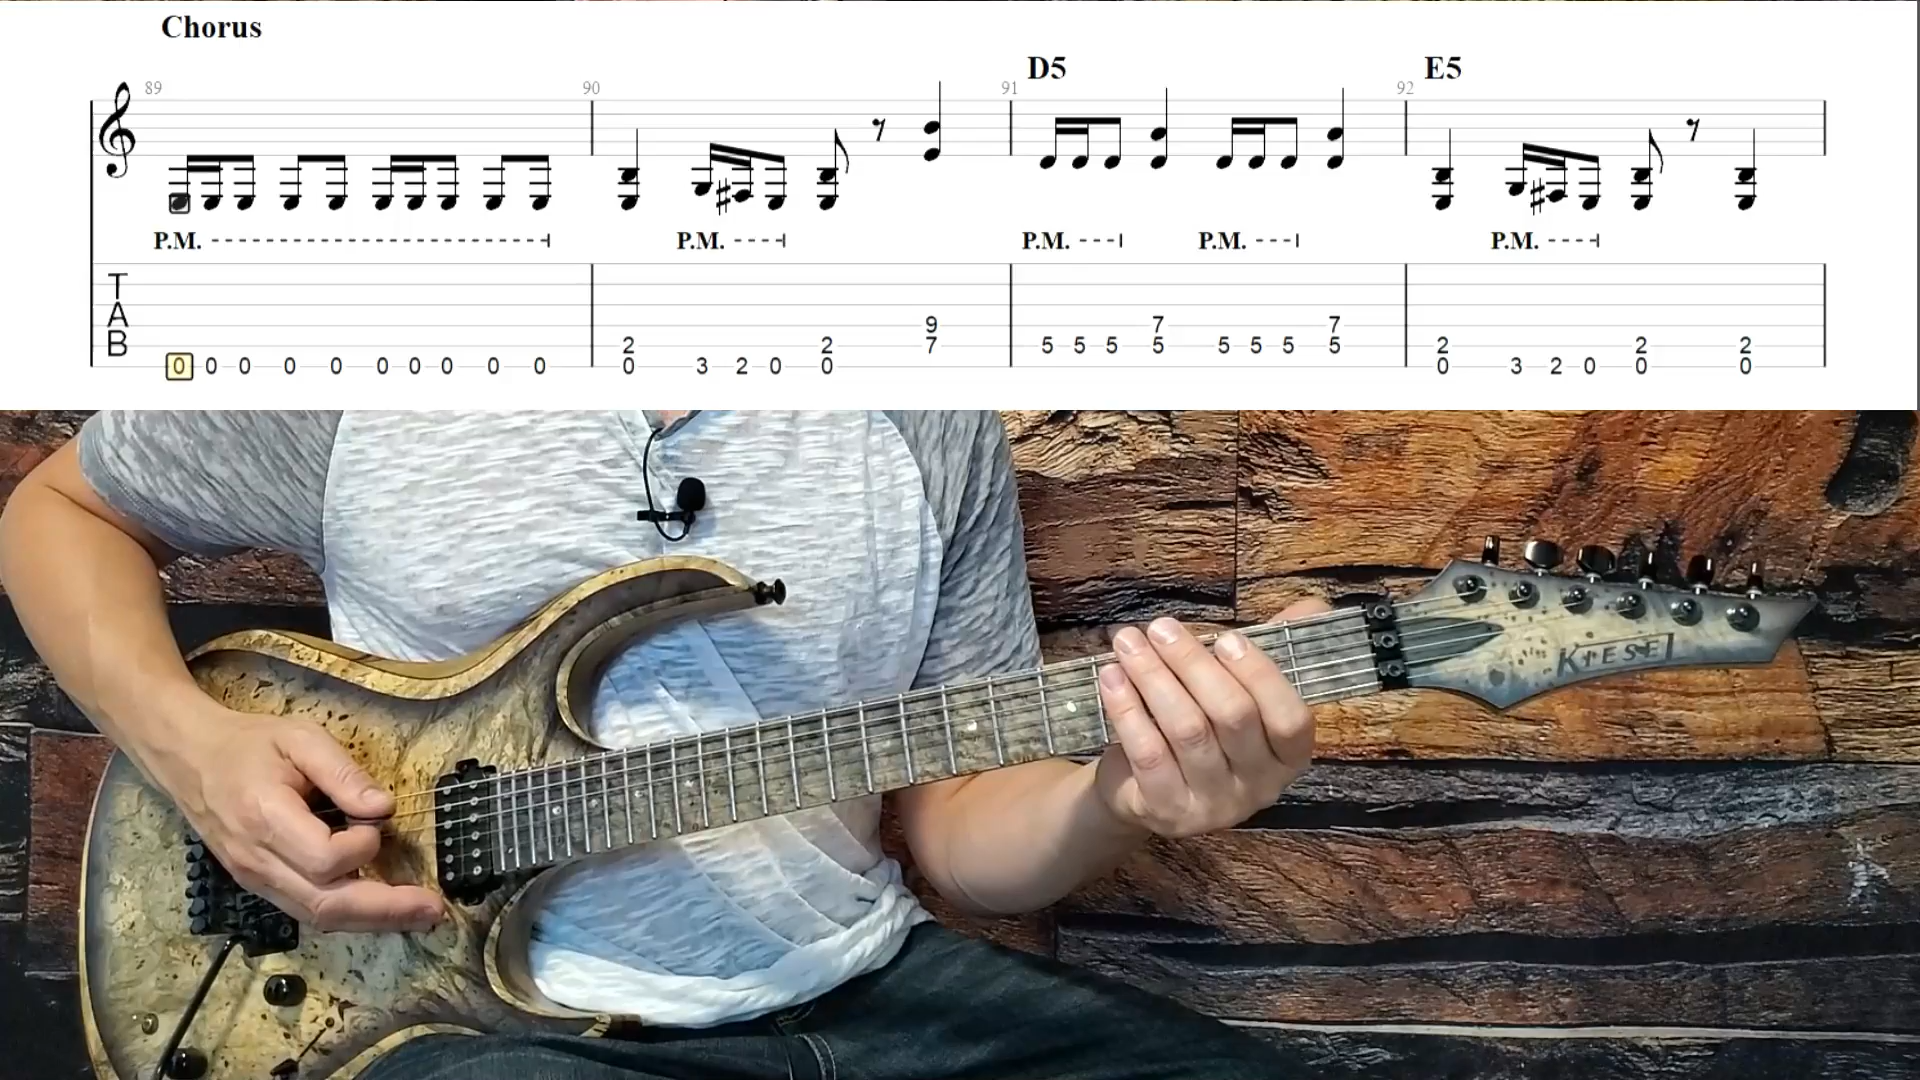 Chorus
D5 E5
89 90 91 92
P.M. P.M. P.M. P.M. P.M.
T
A
B
9 7 7
2 2 7 5 5 5 5 5 5 5 5 2 2 2
0 0 0 0 0 0 0 0 0 0 0 3 2 0 0 0 3 2 0 0 0
KIESEL